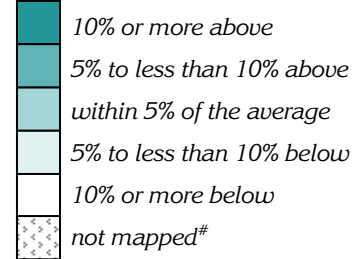 10% or more above
5% to less than 10% above
within 5% of the average
5% to less than 10% below
10% or more below
not mapped#